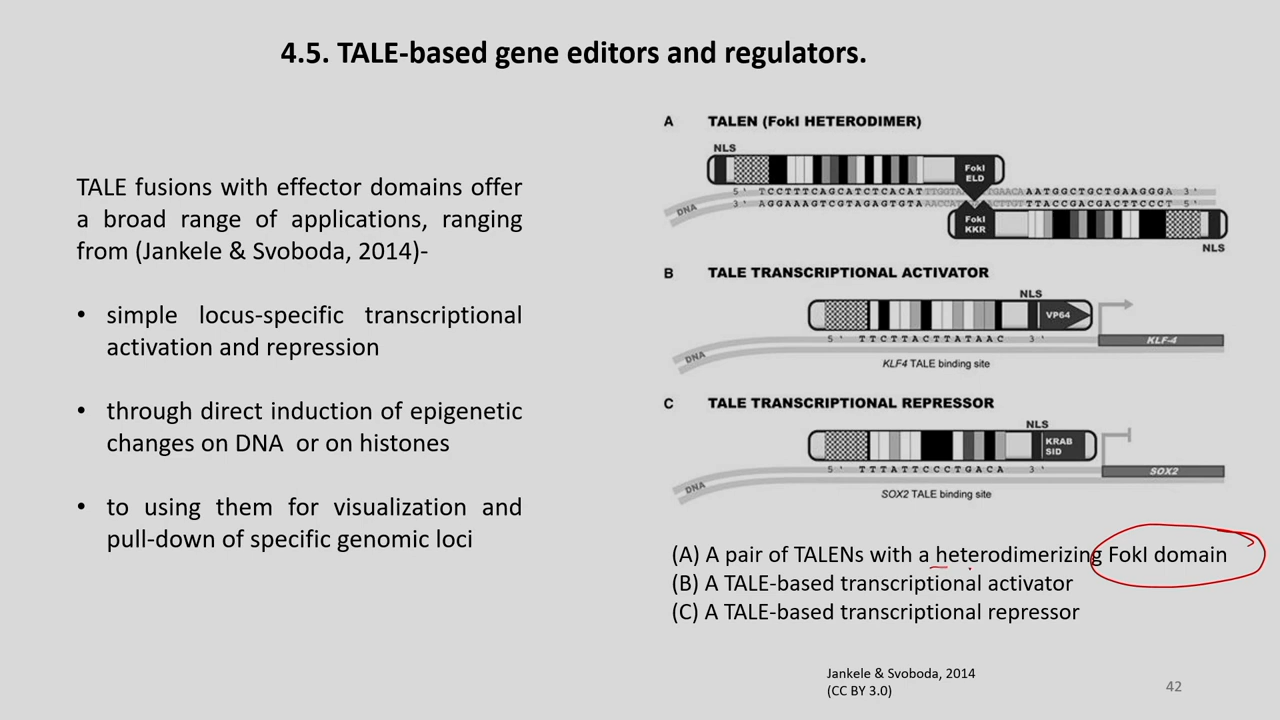 4.5. TALE-based gene editors and regulators.
TALE fusions with effector domains offer
a broad range of applications, ranging
from (Jankele & Svoboda, 2014)-
• simple locus-specific transcriptional
activation and repression
• through direct induction of epigenetic
changes on DNA or on histones
• to using them for visualization and
pull-down of specific genomic loci
A TALEN (FokI HETERODIMER)
NLS
FokI
ELD
5' TCCTTTCAGCATCTCACAT AATGGCTGCTGAAGGGA 3'
3' AGGAAAGTCGTAGAGTGTA TTACCGACGACTTCCCT 5'
DNA
FokI
KKR
NLS
B TALE TRANSCRIPTIONAL ACTIVATOR
NLS
VP64
5' TTCTTACTTATAAC 3'
KLF-4
DNA
KLF4 TALE binding site
C TALE TRANSCRIPTIONAL REPRESSOR
NLS
KRAB
SID
5' TTTATTCCCTGACA 3'
SOX2
DNA
SOX2 TALE binding site
(A) A pair of TALENs with a heterodimerizing FokI domain
(B) A TALE-based transcriptional activator
(C) A TALE-based transcriptional repressor
Jankele & Svoboda, 2014
(CC BY 3.0)
42